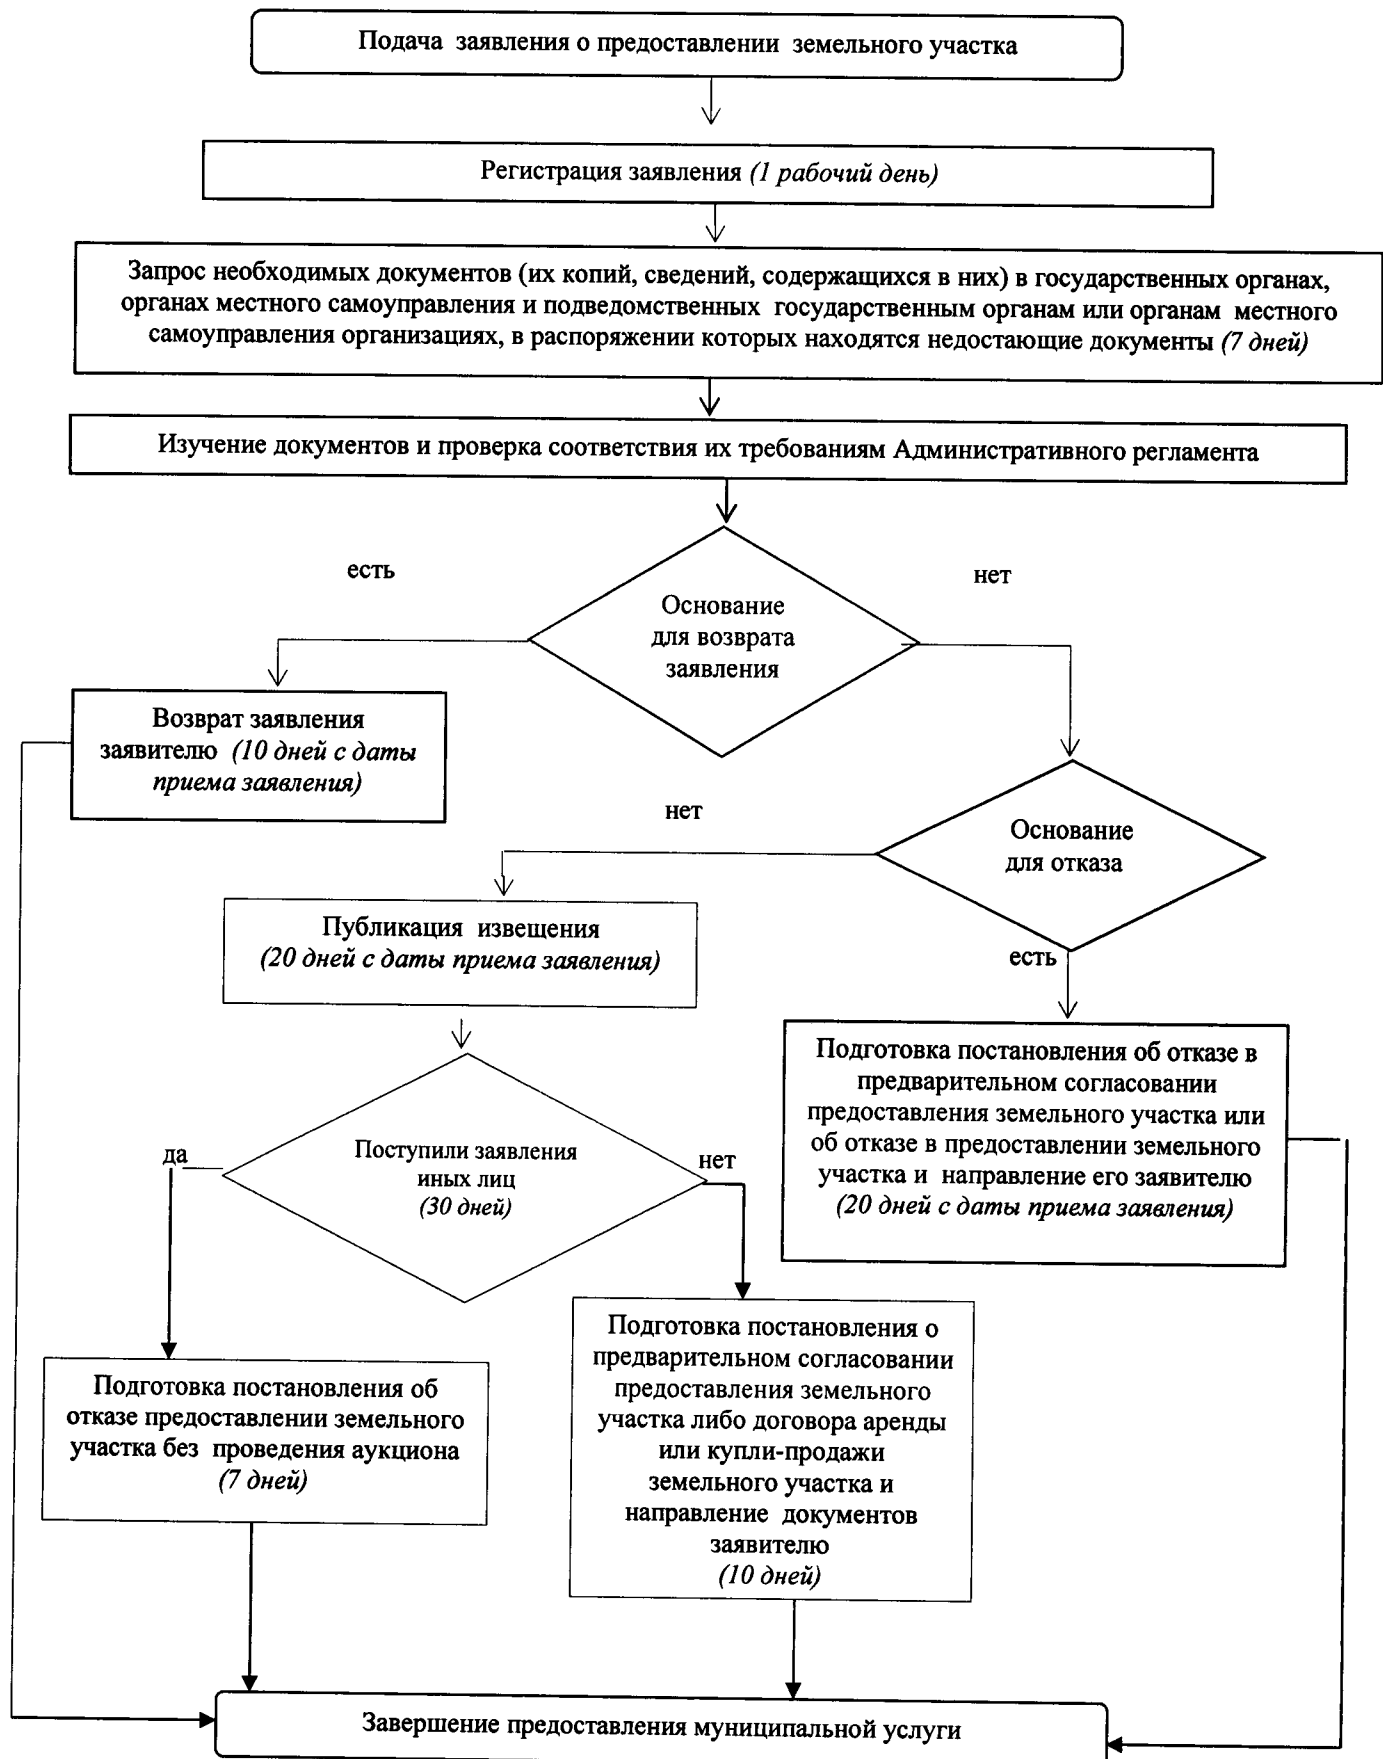 Подача заявления о предоставлении земельного участка
Регистрация заявления (1 рабочий день)
Запрос необходимых документов (их копий, сведений, содержащихся в них) в государственных органах,
органах местного самоуправления и подведомственных государственным органам или органам местного
самоуправления организациях, в распоряжении которых находятся недостающие документы (7 дней)
Изучение документов и проверка соответствия их требованиям Административного регламента
есть
нет
Основание
для возврата
заявления
Возврат заявления
заявителю (10 дней с даты
приема заявления)
нет
Основание
для отказа
Публикация извещения
(20 дней с даты приема заявления)
есть
Подготовка постановления об отказе в
предварительном согласовании
предоставления земельного участка или
об отказе в предоставлении земельного
участка и направление его заявителю
(20 дней с даты приема заявления)
да
Поступили заявления
иных лиц
(30 дней)
нет
Подготовка постановления об
отказе предоставлении земельного
участка без проведения аукциона
(7 дней)
Подготовка постановления о
предварительном согласовании
предоставления земельного
участка либо договора аренды
или купли-продажи
земельного участка и
направление документов
заявителю
(10 дней)
Завершение предоставления муниципальной услуги